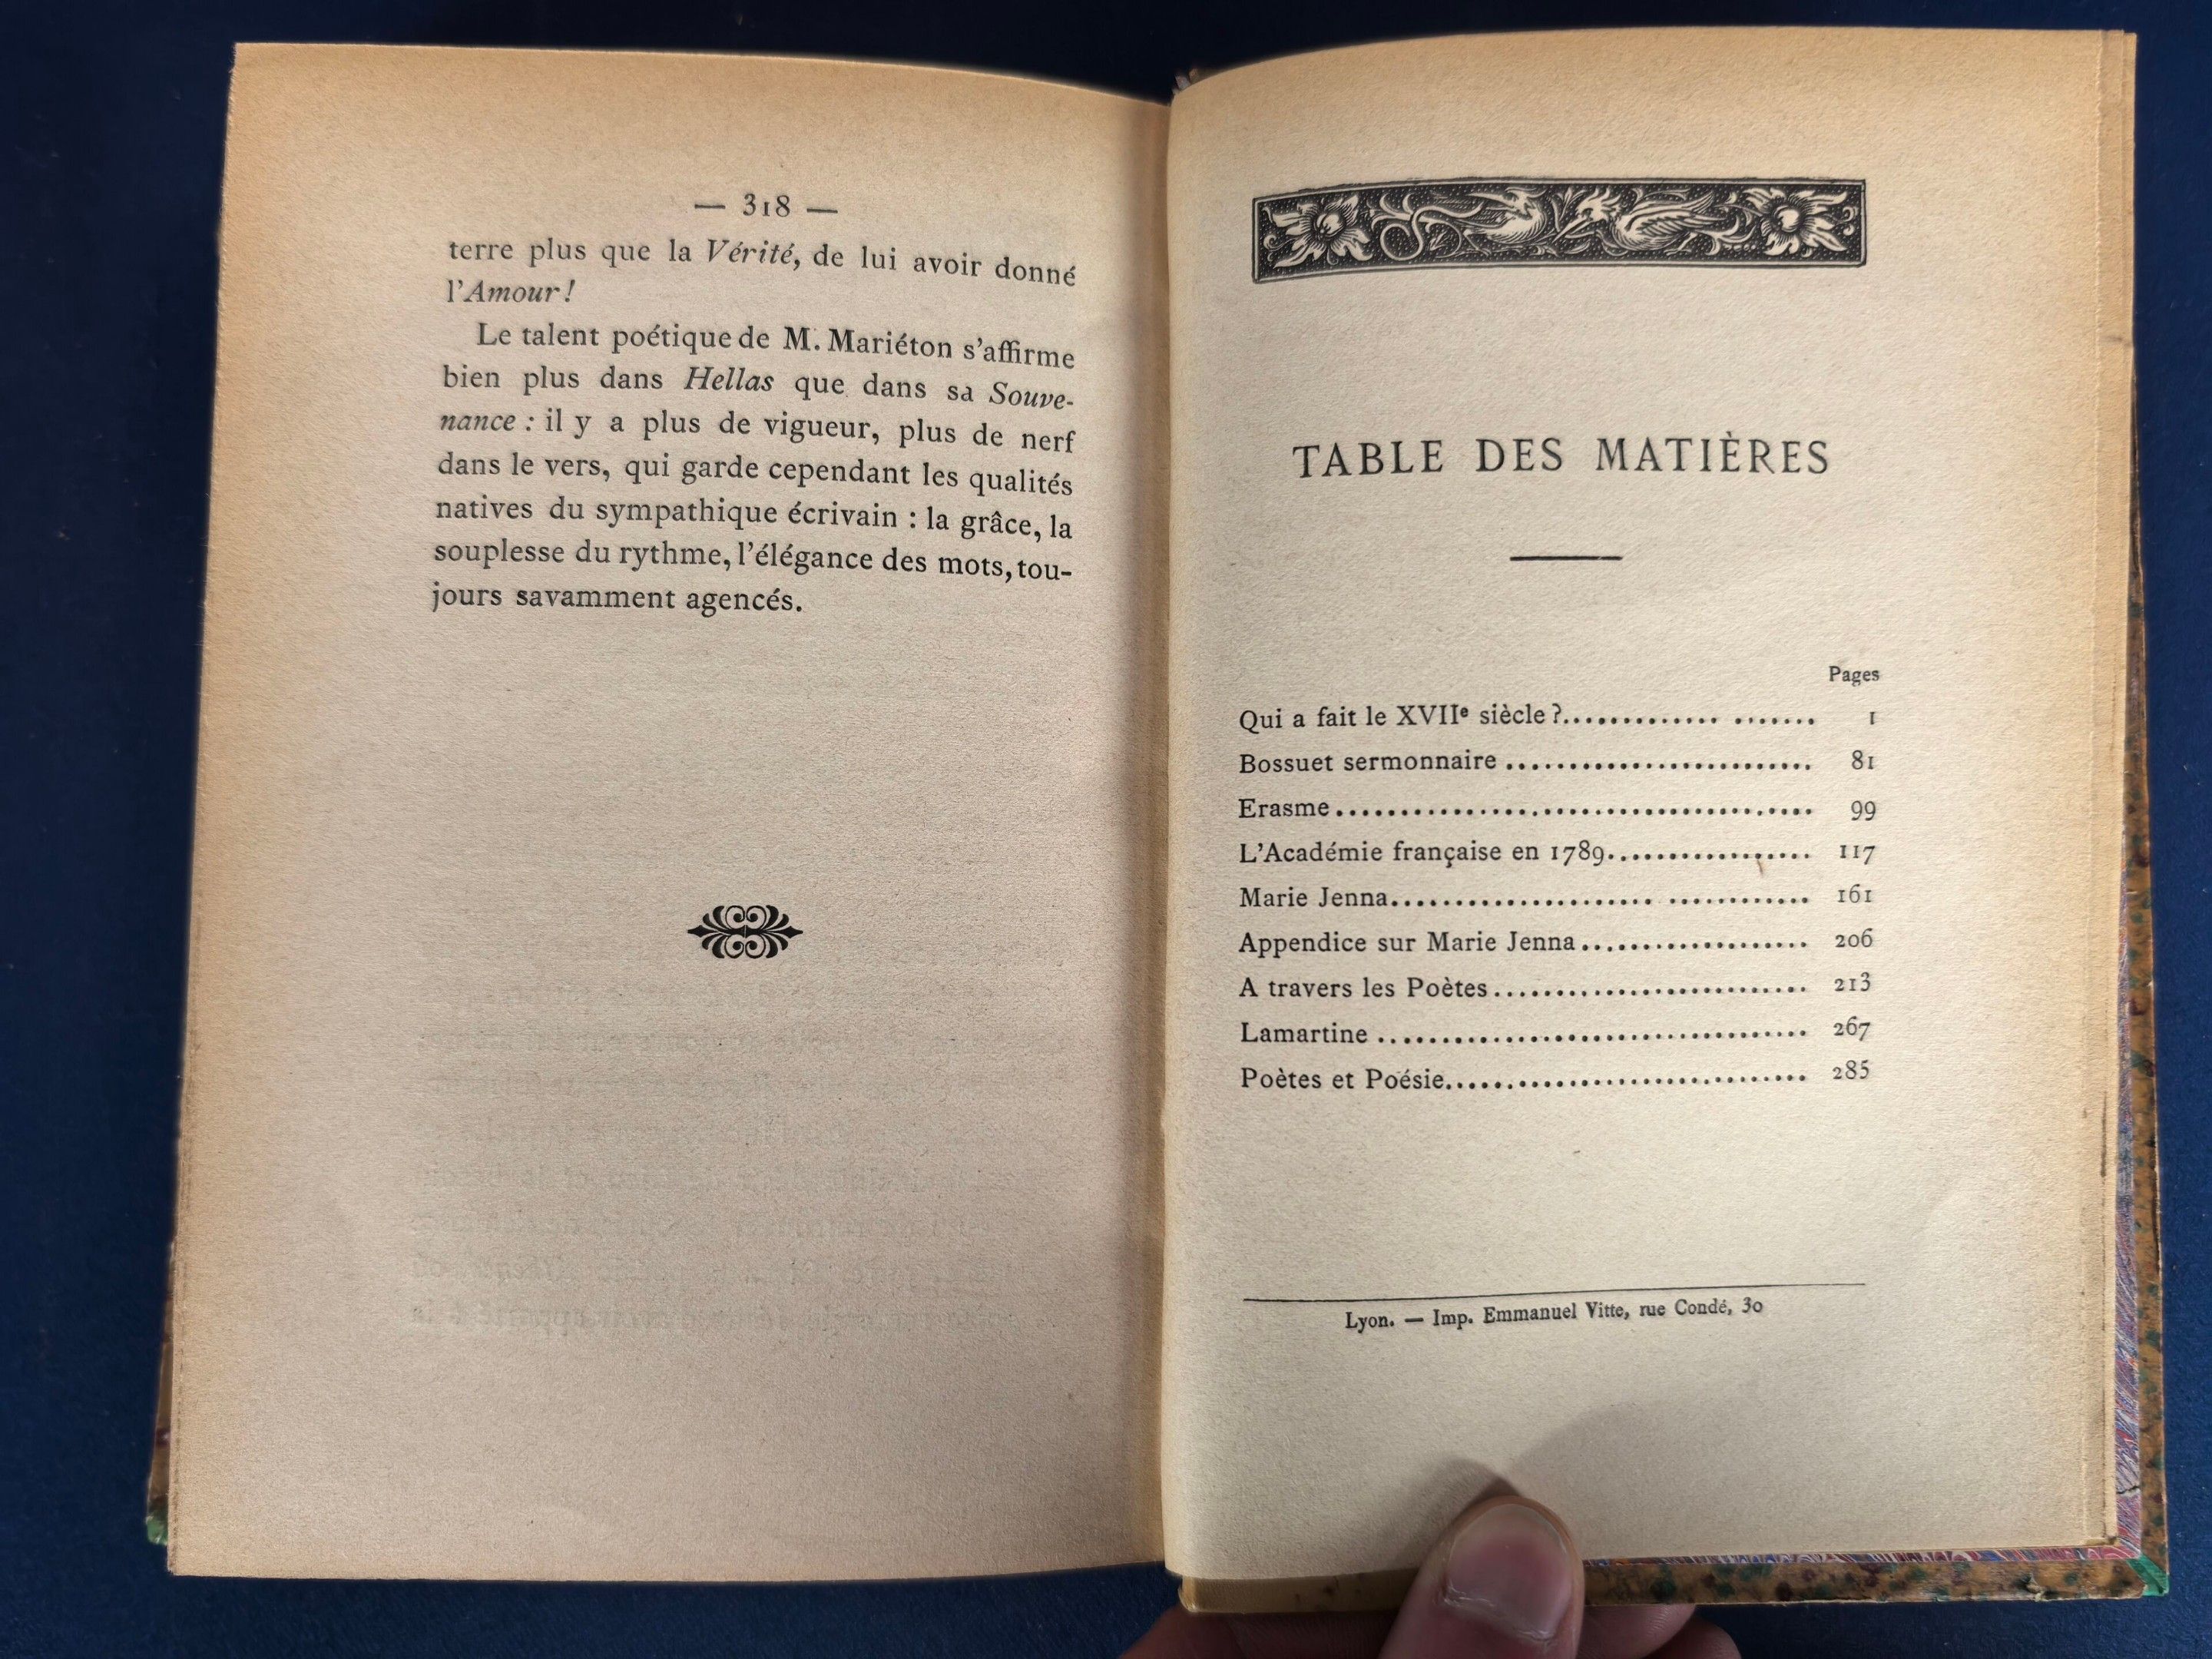 — 318 —
terre plus que la Vérité, de lui avoir donné
l'Amour !
Le talent poétique de M. Mariéton s'affirme
bien plus dans Hellas que dans sa Souve-
nance : il y a plus de vigueur, plus de nerf
dans le vers, qui garde cependant les qualités
natives du sympathique écrivain : la grâce, la
souplesse du rythme, l'élégance des mots, tou-
jours savamment agencés.
TABLE DES MATIÈRES
Pages
Qui a fait le XVIIe siècle ?.................... 1
Bossuet sermonnaire ......................... 81
Erasme...................................... 99
L'Académie française en 1789................ 117
Marie Jenna................................. 161
Appendice sur Marie Jenna.................. 206
A travers les Poètes......................... 213
Lamartine .................................. 267
Poètes et Poésie............................. 285
Lyon. — Imp. Emmanuel Vitte, rue Condé, 30